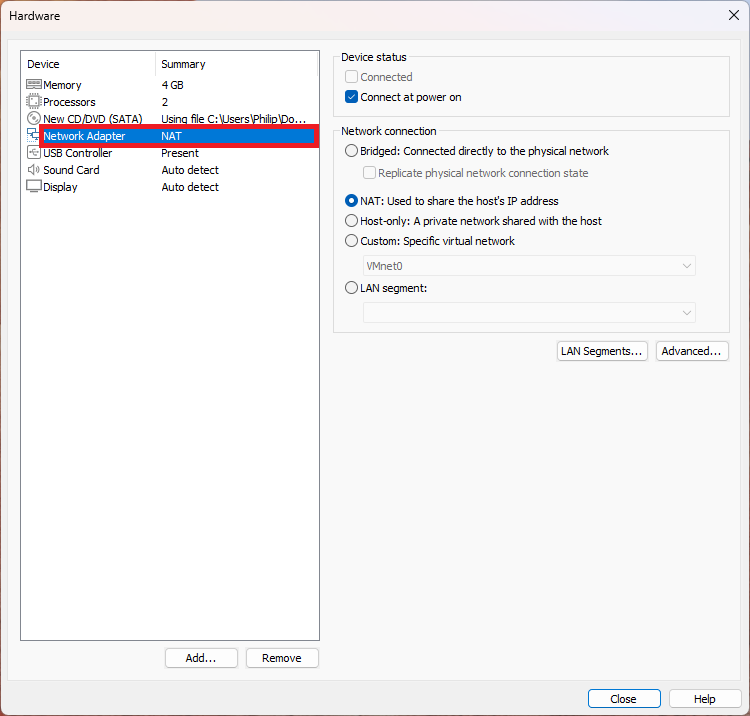 Hardware
Device Summary
Memory 4 GB
Processors 2
New CD/DVD (SATA) Using file C:\Users\Philip\Do...
Network Adapter NAT
USB Controller Present
Sound Card Auto detect
Display Auto detect
Add... Remove
Device status
Connected
Connect at power on
Network connection
Bridged: Connected directly to the physical network
Replicate physical network connection state
NAT: Used to share the host's IP address
Host-only: A private network shared with the host
Custom: Specific virtual network
VMnet0
LAN segment:
LAN Segments... Advanced...
Close Help